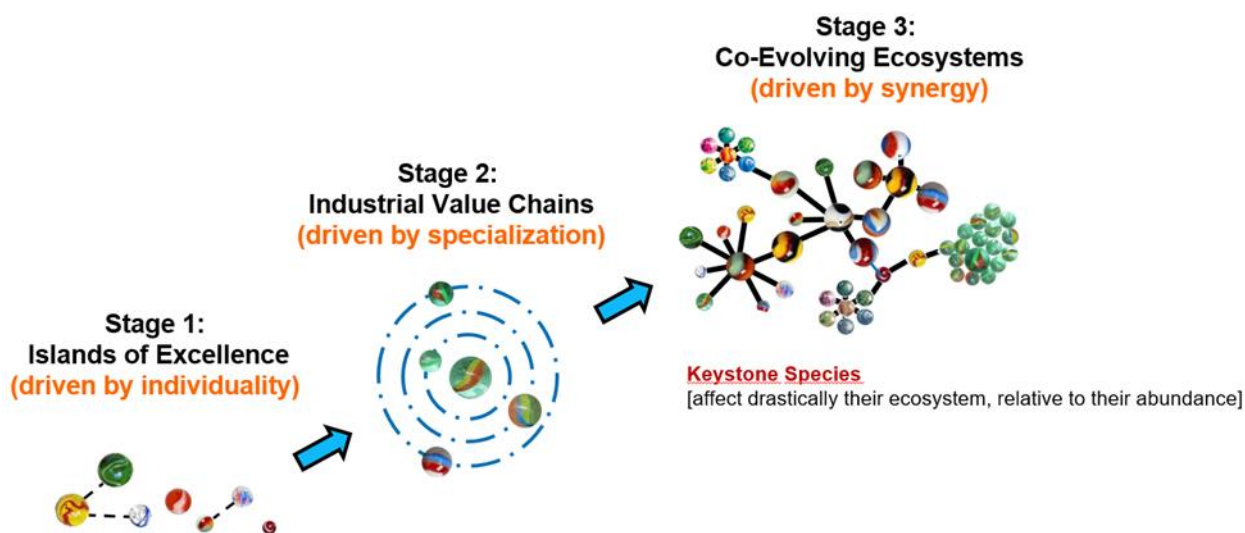 Stage 1:
Islands of Excellence
(driven by individuality)
Stage 2:
Industrial Value Chains
(driven by specialization)
Stage 3:
Co-Evolving Ecosystems
(driven by synergy)
Keystone Species
[affect drastically their ecosystem, relative to their abundance]